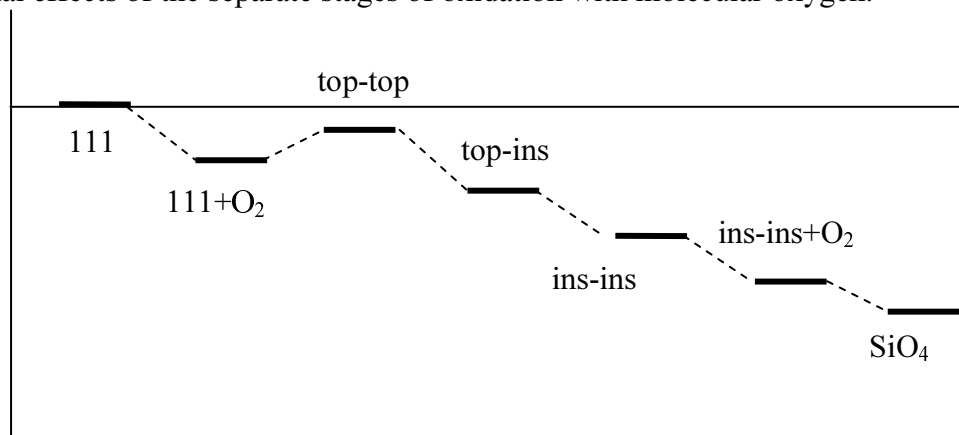 al effects of the separate stages of oxidation with molecular oxygen.
top-top
111
top-ins
111+O₂
ins-ins+O₂
ins-ins
SiO₄